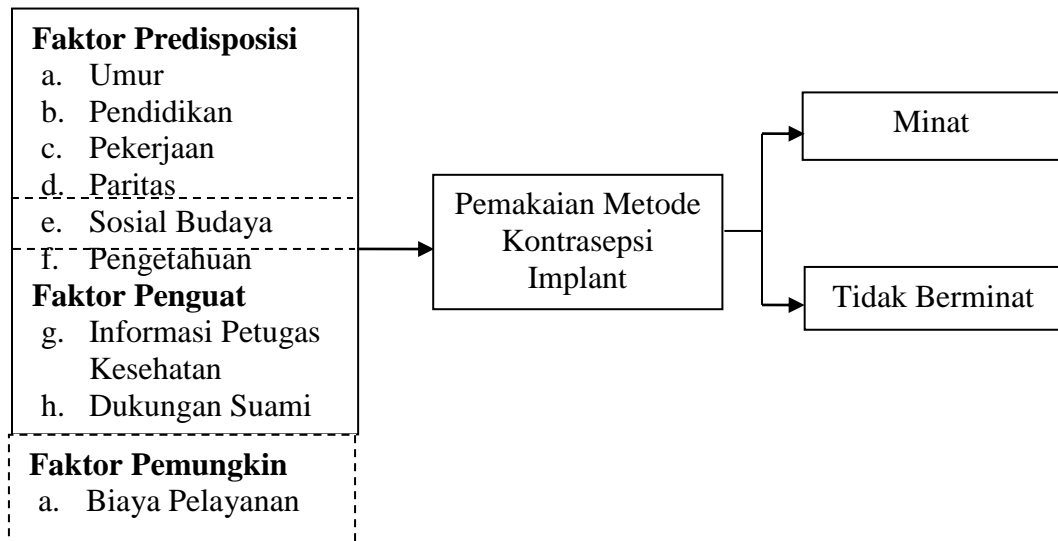 Faktor Predisposisi
a. Umur
b. Pendidikan
c. Pekerjaan
d. Paritas
e. Sosial Budaya
f. Pengetahuan
Faktor Penguat
g. Informasi Petugas
Kesehatan
h. Dukungan Suami
Faktor Pemungkin
a. Biaya Pelayanan
Pemakaian Metode
Kontrasepsi
Implant
Minat
Tidak Berminat